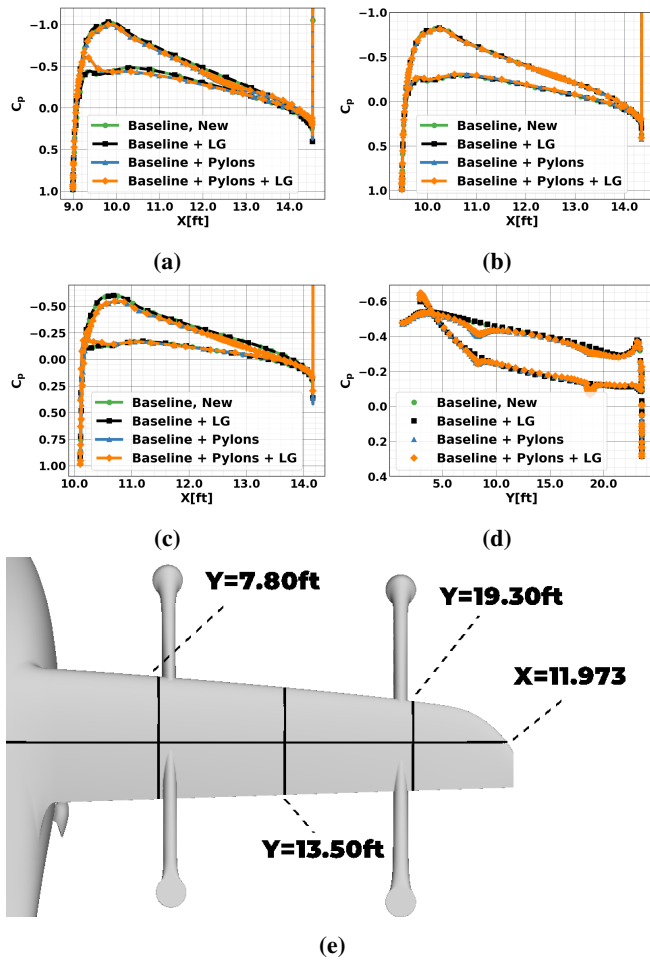 −1.0
−0.5
0.0
0.5
1.0
Cp
9.0 10.0 11.0 12.0 13.0 14.0
X[ft]
Baseline, New
Baseline + LG
Baseline + Pylons
Baseline + Pylons + LG
(a)
−1.0
−0.5
0.0
0.5
1.0
Cp
10.0 11.0 12.0 13.0 14.0
X[ft]
Baseline, New
Baseline + LG
Baseline + Pylons
Baseline + Pylons + LG
(b)
−0.50
−0.25
0.00
0.25
0.50
0.75
1.00
Cp
10.0 11.0 12.0 13.0 14.0
X[ft]
Baseline, New
Baseline + LG
Baseline + Pylons
Baseline + Pylons + LG
(c)
−0.6
−0.4
−0.2
0.0
0.2
0.4
Cp
5.0 10.0 15.0 20.0
Y[ft]
Baseline, New
Baseline + LG
Baseline + Pylons
Baseline + Pylons + LG
(d)
Y=7.80ft
Y=19.30ft
X=11.973
Y=13.50ft
(e)